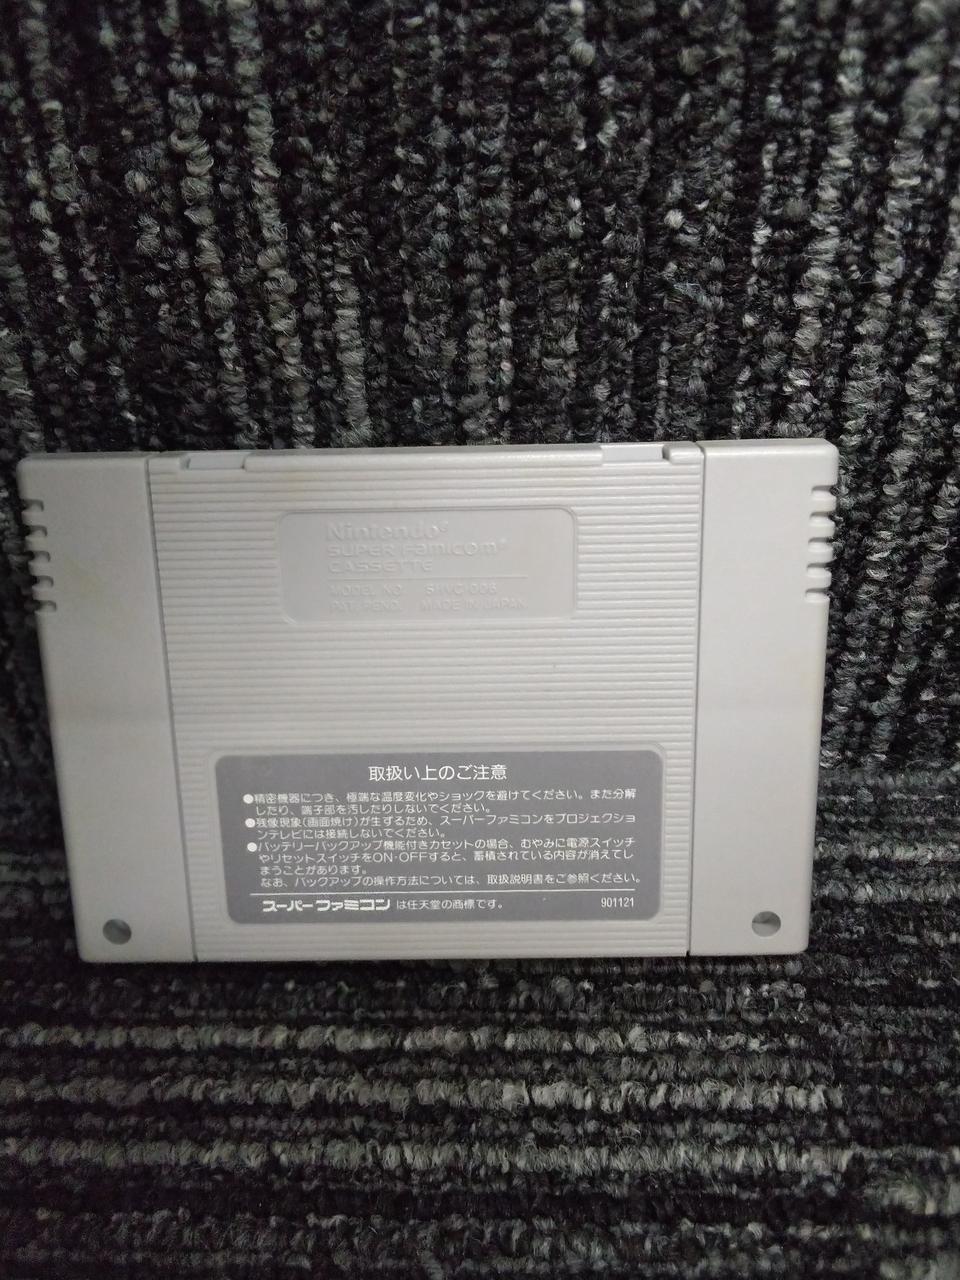 Nintendo®
SUPER Famicom®
CASSETTE
MODEL NO. SHVC-006
PAT. PEND. MADE IN JAPAN
取扱い上のご注意
●精密機器につき、極端な温度変化やショックを避けてください。また分解
したり、端子部を汚したりしないでください。
●残像現象(画面焼け)が生ずるため、スーパーファミコンをプロジェクショ
ンテレビには接続しないでください。
●バッテリーバックアップ機能付きカセットの場合、むやみに電源スイッチ
やリセットスイッチをON・OFFすると、蓄積されている内容が消えてし
まうことがあります。
なお、バックアップの操作方法については、取扱説明書をご参照ください。
スーパーファミコン は任天堂の商標です。 901121